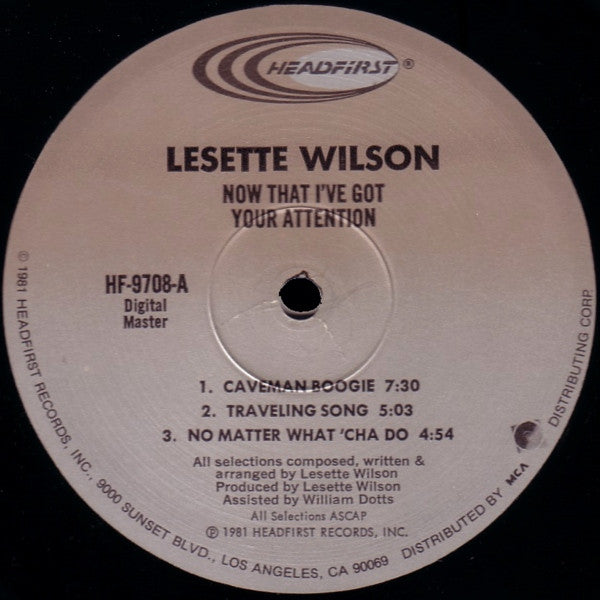 HEADFIRST®
LESETTE WILSON
NOW THAT I'VE GOT
YOUR ATTENTION
HF-9708-A
Digital
Master
1. CAVEMAN BOOGIE 7:30
2. TRAVELING SONG 5:03
3. NO MATTER WHAT 'CHA DO 4:54
All selections composed, written &
arranged by Lesette Wilson
Produced by Lesette Wilson
Assisted by William Dotts
All Selections ASCAP
℗ 1981 HEADFIRST RECORDS, INC.
© 1981 HEADFIRST RECORDS, INC., 9000 SUNSET BLVD., LOS ANGELES, CA 90069 DISTRIBUTED BY MCA DISTRIBUTING CORP.